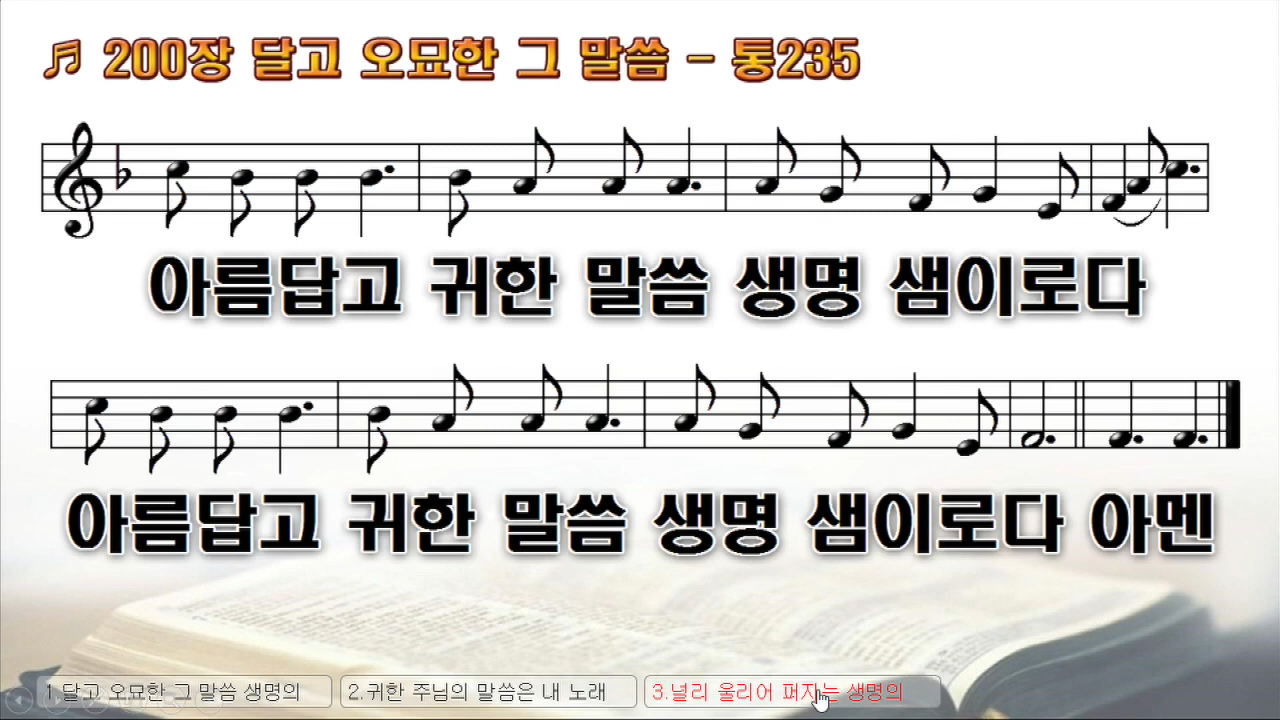 200장 달고 오묘한 그 말씀 - 통235
아름답고 귀한 말씀 생명 샘이로다
아름답고 귀한 말씀 생명 샘이로다 아멘
1.달고 오묘한 그 말씀 생명의 2.귀한 주님의 말씀은 내 노래 3.널리 울리어 퍼지는 생명의